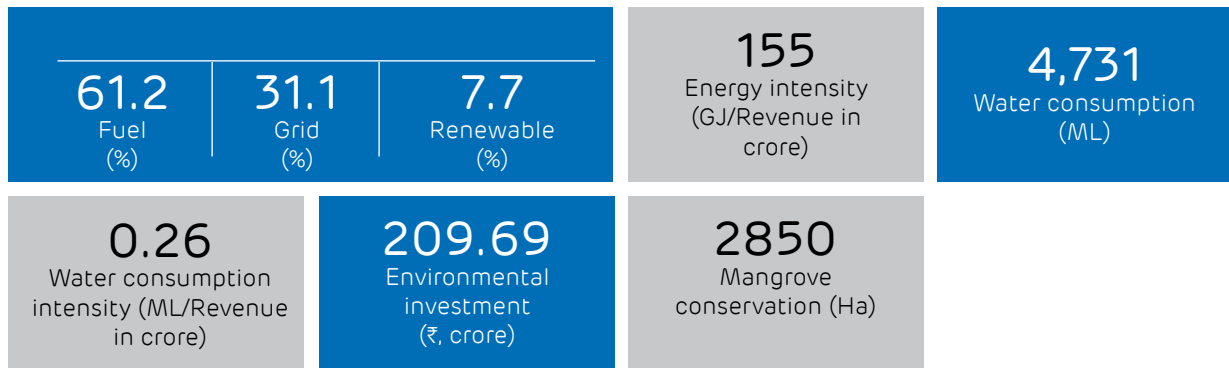 61.2
Fuel
(%)
31.1
Grid
(%)
7.7
Renewable
(%)
155
Energy intensity
(GJ/Revenue in
crore)
4,731
Water consumption
(ML)
0.26
Water consumption
intensity (ML/Revenue
in crore)
209.69
Environmental
investment
(₹, crore)
2850
Mangrove
conservation (Ha)